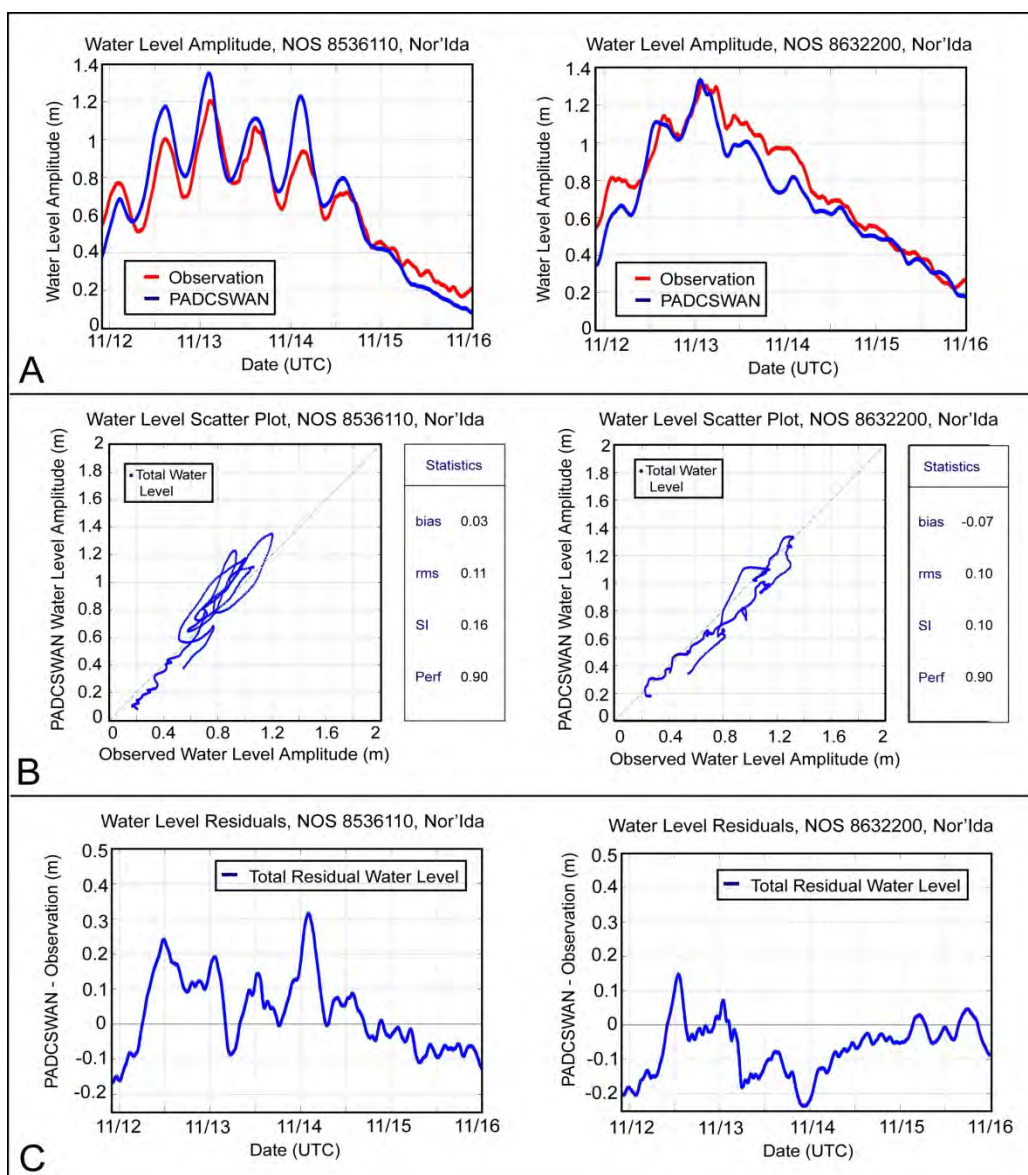 Water Level Amplitude, NOS 8536110, Nor'Ida
Water Level Amplitude (m)
1.4
1.2
1
0.8
0.6
0.4
0.2
0
Observation
PADCSWAN
11/12 11/13 11/14 11/15 11/16
Date (UTC)
Water Level Amplitude, NOS 8632200, Nor'Ida
Water Level Amplitude (m )
1.4
1.2
1
0.8
0.6
0.4
0.2
0
Observation
PADCSWAN
11/12 11/13 11/14 11/15 11/16
Date (UTC)
A
Water Level Scatter Plot, NOS 8536110, Nor'Ida
PADCSWAN Water Level Amplitude (m)
2
1.8
1.6
1.4
1.2
1
0.8
0.6
0.4
0.2
0
Total Water
Level
0 0.4 0.8 1.2 1.6 2
Observed Water Level Amplitude (m)
Statistics
bias 0.03
rms 0.11
SI 0.16
Perf 0.90
Water Level Scatter Plot, NOS 8632200, Nor'Ida
PADCSWAN Water Level Amplitude (m)
2
1.8
1.6
1.4
1.2
1
0.8
0.6
0.4
0.2
0
Total Water
Level
0 0.4 0.8 1.2 1.6 2
Observed Water Level Amplitude (m)
Statistics
bias -0.07
rms 0.10
SI 0.10
Perf 0.90
B
Water Level Residuals, NOS 8536110, Nor'Ida
PADCSWAN - Observation (m)
0.5
0.4
0.3
0.2
0.1
0
-0.1
-0.2
Total Residual Water Level
11/12 11/13 11/14 11/15 11/16
Date (UTC)
Water Level Residuals, NOS 8632200, Nor'Ida
PADCSWAN - Observation (m)
0.5
0.4
0.3
0.2
0.1
0
-0.1
-0.2
Total Residual Water Level
11/12 11/13 11/14 11/15 11/16
Date (UTC)
C